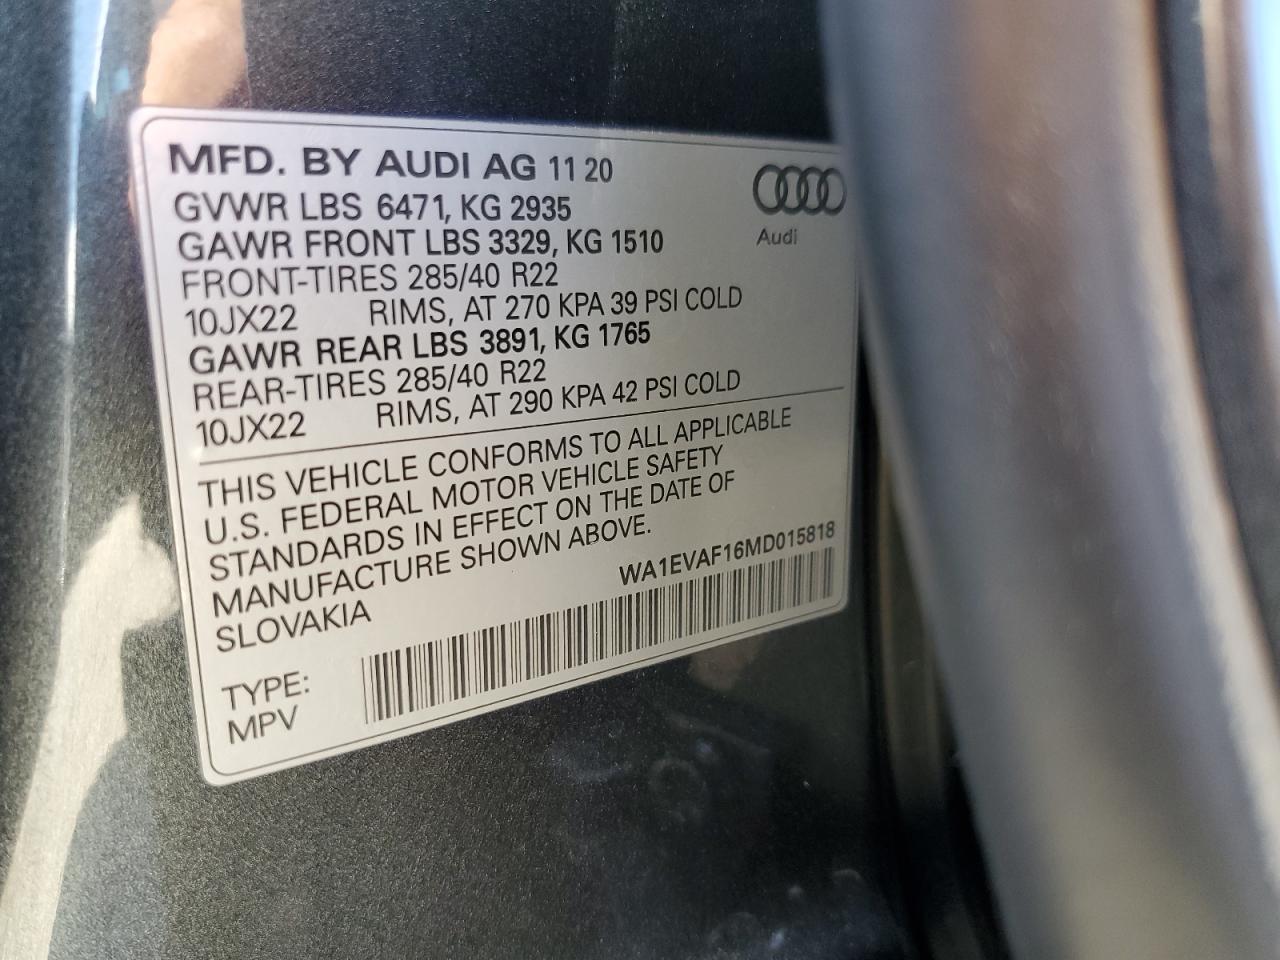 MFD. BY AUDI AG 11 20
GVWR LBS 6471, KG 2935
GAWR FRONT LBS 3329, KG 1510
FRONT-TIRES 285/40 R22
10JX22 RIMS, AT 270 KPA 39 PSI COLD
GAWR REAR LBS 3891, KG 1765
REAR-TIRES 285/40 R22
10JX22 RIMS, AT 290 KPA 42 PSI COLD
Audi
THIS VEHICLE CONFORMS TO ALL APPLICABLE
U.S. FEDERAL MOTOR VEHICLE SAFETY
STANDARDS IN EFFECT ON THE DATE OF
MANUFACTURE SHOWN ABOVE.
SLOVAKIA
WA1EVAF16MD015818
TYPE:
MPV